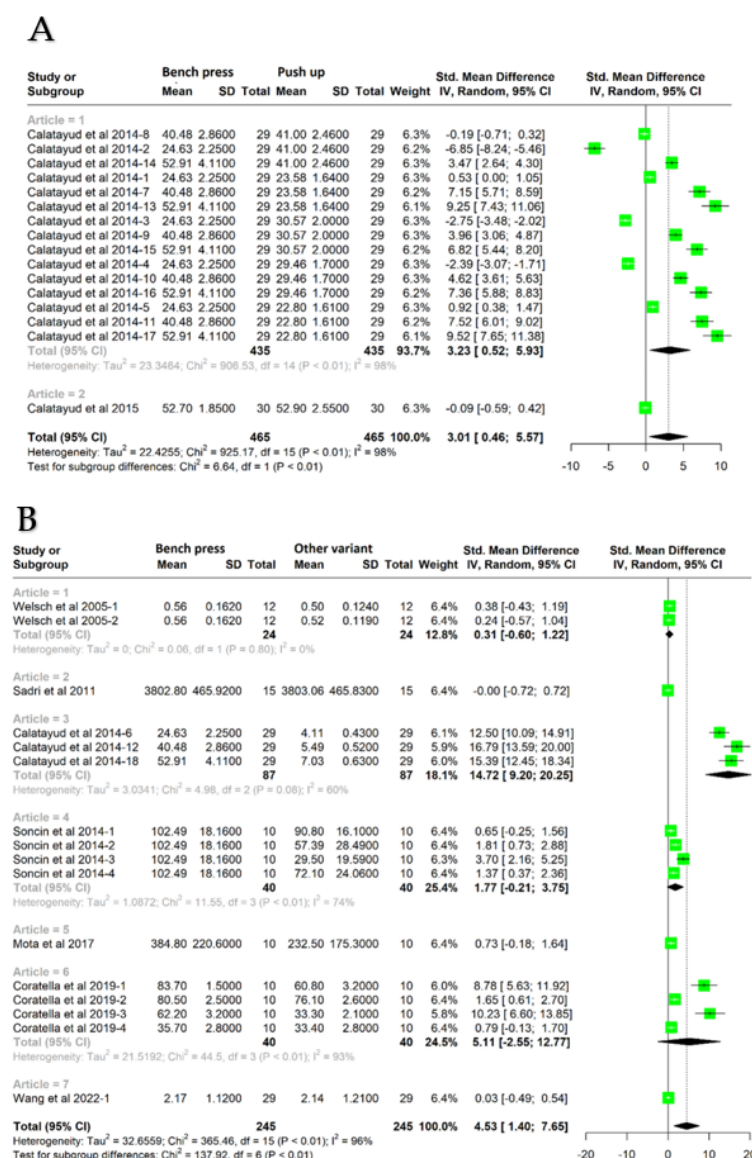 A
Study or Subgroup Bench press Mean SD Total Push up Mean SD Total Weight Std. Mean Difference IV, Random, 95% CI Std. Mean Difference IV, Random, 95% CI
Article = 1
Calatayud et al 2014-8 40.48 2.8600 29 41.00 2.4600 29 6.3% -0.19 [-0.71; 0.32]
Calatayud et al 2014-2 24.63 2.2500 29 41.00 2.4600 29 6.2% -6.85 [-8.24; -5.46]
Calatayud et al 2014-14 52.91 4.1100 29 41.00 2.4600 29 6.3% 3.47 [ 2.64; 4.30]
Calatayud et al 2014-1 24.63 2.2500 29 23.58 1.6400 29 6.3% 0.53 [ 0.00; 1.05]
Calatayud et al 2014-7 40.48 2.8600 29 23.58 1.6400 29 6.2% 7.15 [ 5.71; 8.59]
Calatayud et al 2014-13 52.91 4.1100 29 23.58 1.6400 29 6.1% 9.25 [ 7.43; 11.06]
Calatayud et al 2014-3 24.63 2.2500 29 30.57 2.0000 29 6.3% -2.75 [-3.48; -2.02]
Calatayud et al 2014-9 40.48 2.8600 29 30.57 2.0000 29 6.3% 3.96 [ 3.06; 4.87]
Calatayud et al 2014-15 52.91 4.1100 29 30.57 2.0000 29 6.2% 6.82 [ 5.44; 8.20]
Calatayud et al 2014-4 24.63 2.2500 29 29.46 1.7000 29 6.3% -2.39 [-3.07; -1.71]
Calatayud et al 2014-10 40.48 2.8600 29 29.46 1.7000 29 6.3% 4.62 [ 3.61; 5.63]
Calatayud et al 2014-16 52.91 4.1100 29 29.46 1.7000 29 6.2% 7.36 [ 5.88; 8.83]
Calatayud et al 2014-5 24.63 2.2500 29 22.80 1.6100 29 6.3% 0.92 [ 0.38; 1.47]
Calatayud et al 2014-11 40.48 2.8600 29 22.80 1.6100 29 6.2% 7.52 [ 6.01; 9.02]
Calatayud et al 2014-17 52.91 4.1100 29 22.80 1.6100 29 6.1% 9.52 [ 7.65; 11.38]
Total (95% CI) 435 435 93.7% 3.23 [ 0.52; 5.93]
Heterogeneity: Tau² = 23.3464; Chi² = 906.53, df = 14 (P < 0.01); I² = 98%
Article = 2
Calatayud 2015 52.70 1.8500 30 52.90 2.5500 30 6.3% -0.09 [-0.59; 0.42]
Total (95% CI) 465 465 100.0% 3.01 [ 0.46; 5.57]
Heterogeneity: Tau² = 22.4255; Chi² = 925.17, df = 15 (P < 0.01); I² = 98%
Test for subgroup differences: Chi² = 6.64, df = 1 (P < 0.01)
-10 -5 0 5 10
B
Study or Subgroup Bench press Mean SD Total Other variant Mean SD Total Weight Std. Mean Difference IV, Random, 95% CI Std. Mean Difference IV, Random, 95% CI
Article = 1
Welsch et al 2005-1 0.56 0.1620 12 0.50 0.1240 12 6.4% 0.38 [-0.43; 1.19]
Welsch et al 2005-2 0.56 0.1620 12 0.52 0.1190 12 6.4% 0.24 [-0.57; 1.04]
Total (95% CI) 24 24 12.8% 0.31 [-0.60; 1.22]
Heterogeneity: Tau² = 0; Chi² = 0.06, df = 1 (P = 0.80); I² = 0%
Article = 2
Sadri et al 2011 3802.80 465.9200 15 3803.06 465.8300 15 6.4% -0.00 [-0.72; 0.72]
Article = 3
Calatayud et al 2014-6 24.63 2.2500 29 4.11 0.4300 29 6.1% 12.50 [10.09; 14.91]
Calatayud et al 2014-12 40.48 2.8600 29 5.49 0.5200 29 5.9% 16.79 [13.59; 20.00]
Calatayud et al 2014-18 52.91 4.1100 29 7.03 0.6300 29 6.0% 15.39 [12.45; 18.34]
Total (95% CI) 87 87 18.1% 14.72 [ 9.20; 20.25]
Heterogeneity: Tau² = 3.0341; Chi² = 4.98, df = 2 (P = 0.08); I² = 60%
Article = 4
Soncin et al 2014-1 102.49 18.1600 10 90.80 16.1000 10 6.4% 0.65 [-0.25; 1.56]
Soncin et al 2014-2 102.49 18.1600 10 57.39 28.4900 10 6.4% 1.81 [ 0.73; 2.88]
Soncin et al 2014-3 102.49 18.1600 10 29.50 19.5900 10 6.3% 3.70 [ 2.16; 5.25]
Soncin et al 2014-4 102.49 18.1600 10 72.10 24.0600 10 6.4% 1.37 [ 0.37; 2.36]
Total (95% CI) 40 40 25.4% 1.77 [-0.21; 3.75]
Heterogeneity: Tau² = 1.0872; Chi² = 11.55, df = 3 (P < 0.01); I² = 74%
Article = 5
Mota et al 2017 384.80 220.6000 10 232.50 175.3000 10 6.4% 0.73 [-0.18; 1.64]
Article = 6
Coratella et al 2019-1 83.70 1.5000 10 60.80 3.2000 10 6.0% 8.78 [ 5.63; 11.92]
Coratella et al 2019-2 80.50 2.5000 10 76.10 2.6000 10 6.4% 1.65 [ 0.61; 2.70]
Coratella et al 2019-3 62.20 3.2000 10 33.30 2.1000 10 5.8% 10.23 [ 6.60; 13.85]
Coratella et al 2019-4 35.70 2.8000 10 33.40 2.8000 10 6.4% 0.79 [-0.13; 1.70]
Total (95% CI) 40 40 24.5% 5.11 [-2.55; 12.77]
Heterogeneity: Tau² = 21.5192; Chi² = 44.5, df = 3 (P < 0.01); I² = 93%
Article = 7
Wang et al 2022-1 2.17 1.1200 29 2.14 1.2100 29 6.4% 0.03 [-0.49; 0.54]
Total (95% CI) 245 245 100.0% 4.53 [ 1.40; 7.65]
Heterogeneity: Tau² = 32.6559; Chi² = 365.46, df = 15 (P < 0.01); I² = 96%
Test for subgroup differences: Chi² = 137.92, df = 6 (P < 0.01)
-20 -10 0 10 20